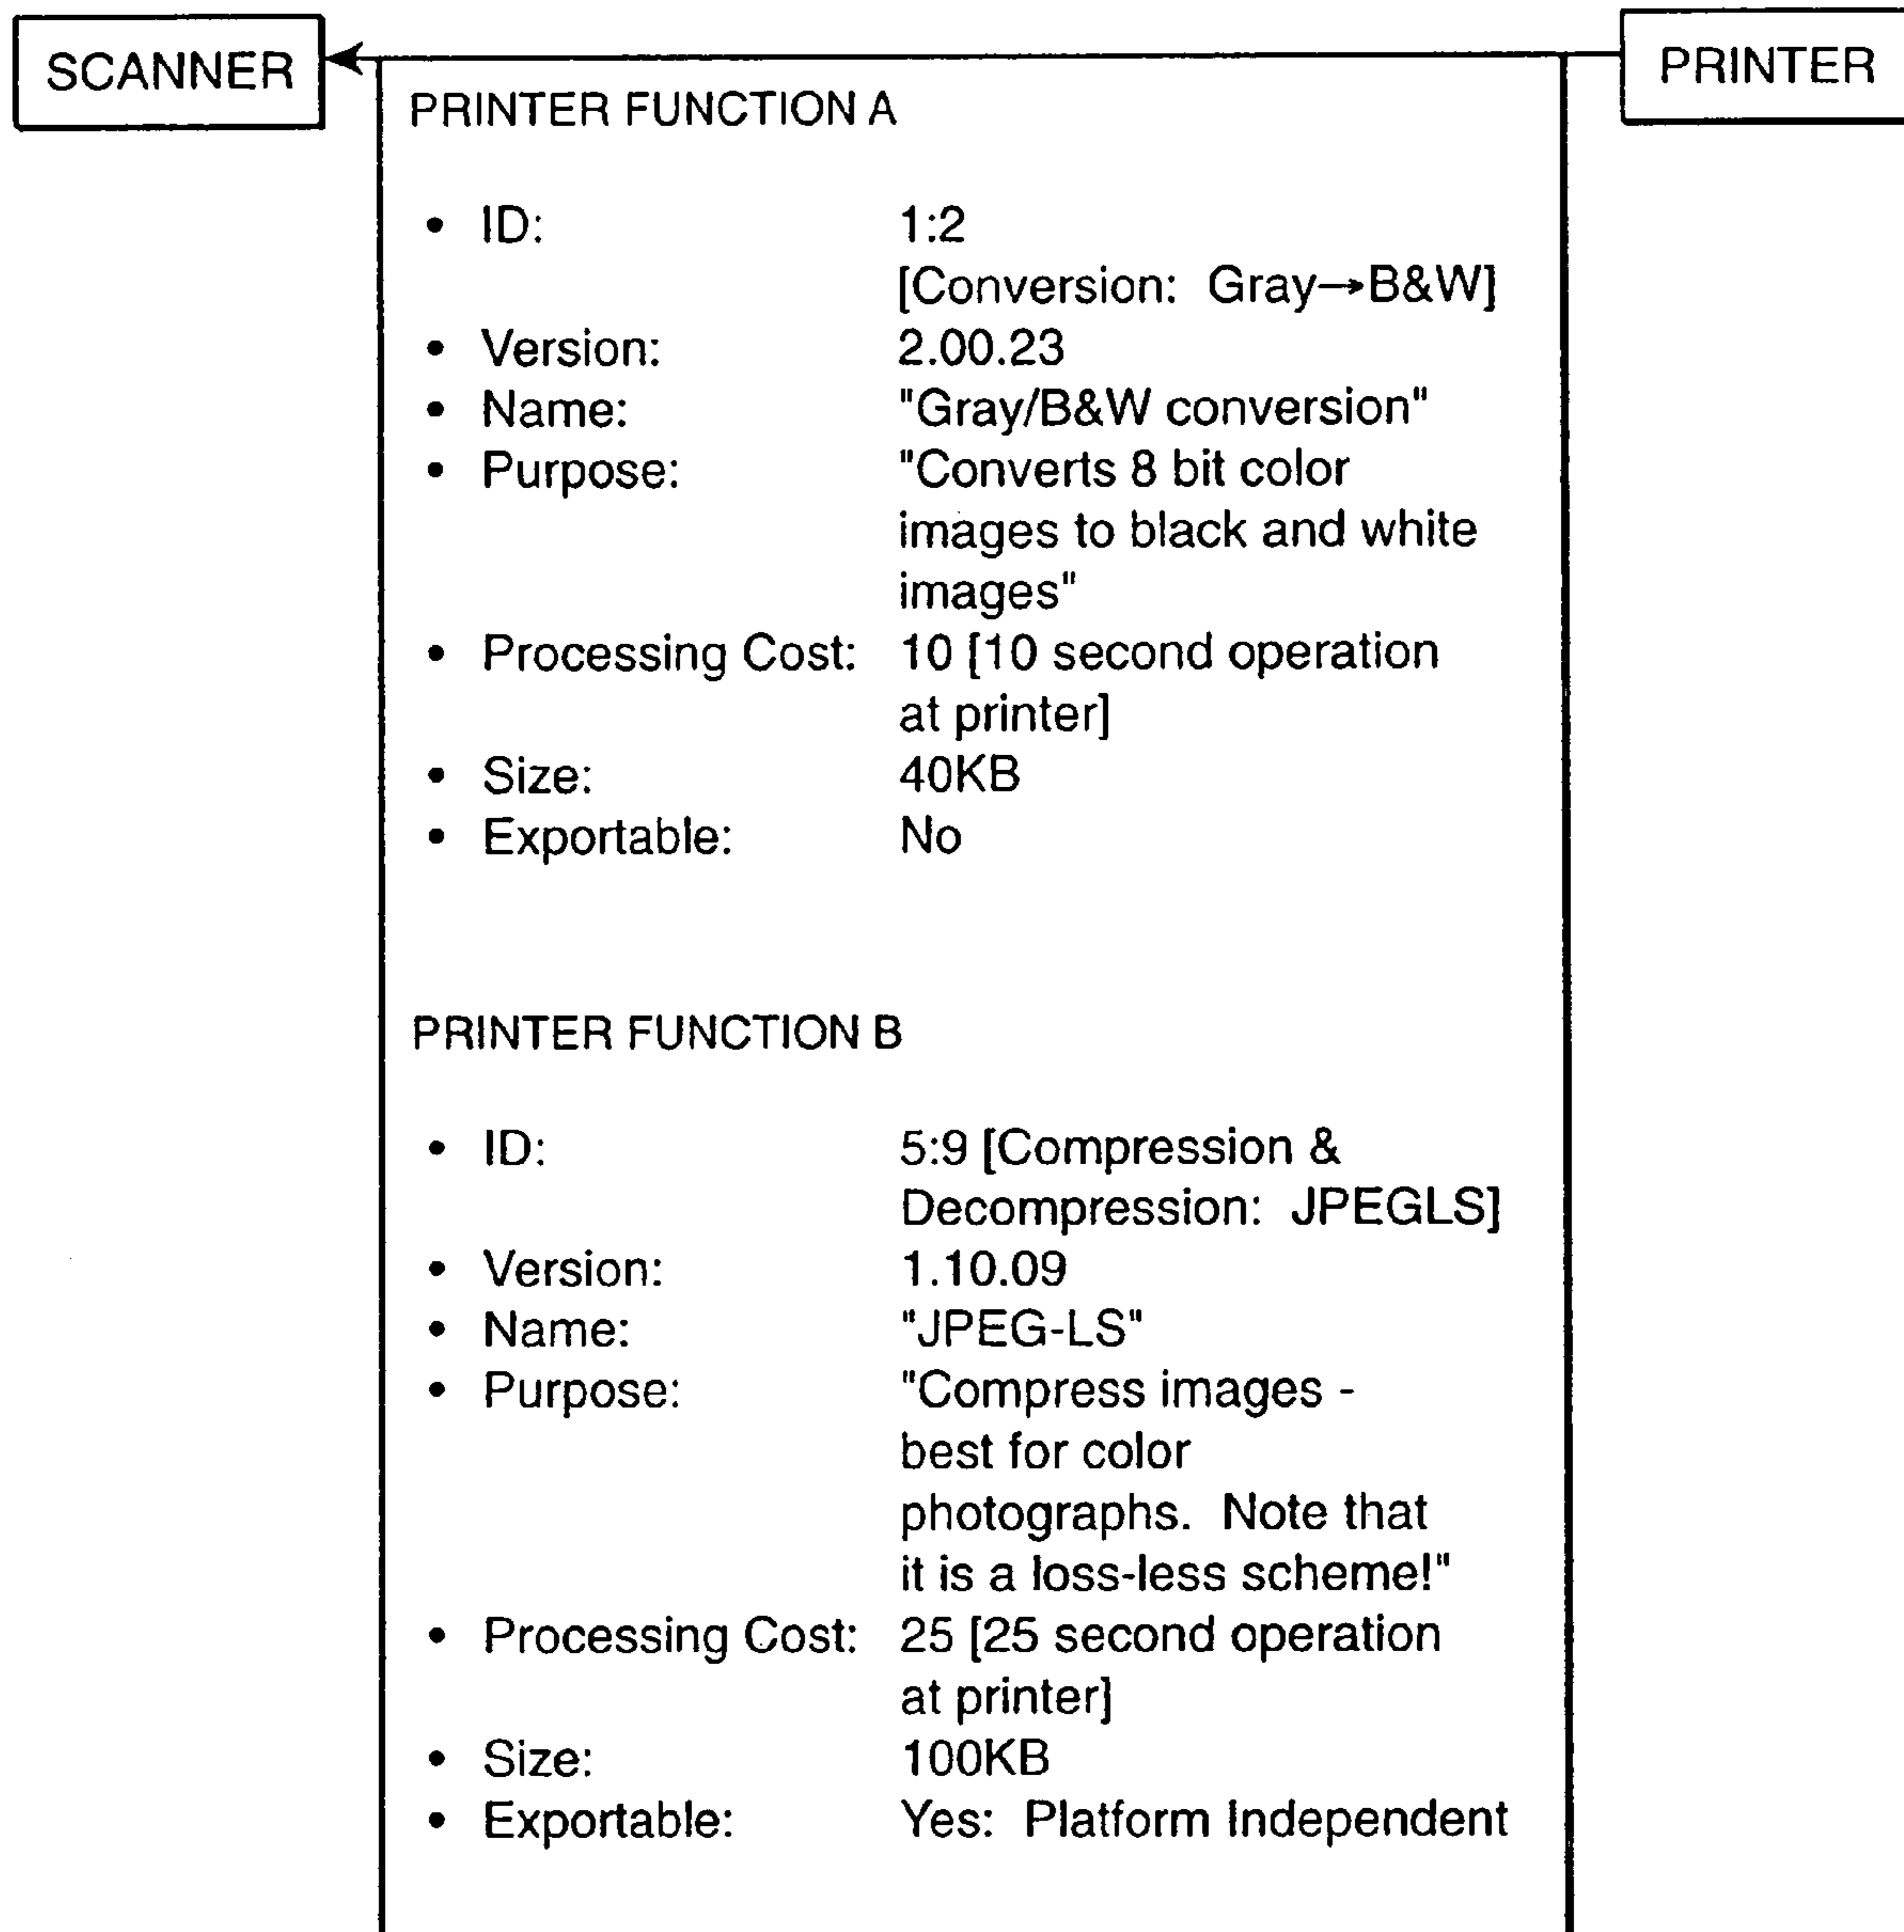 SCANNER
PRINTER
PRINTER FUNCTION A
• ID: 1:2
[Conversion: Gray→B&W]
• Version: 2.00.23
• Name: "Gray/B&W conversion"
• Purpose: "Converts 8 bit color
images to black and white
images"
• Processing Cost: 10 [10 second operation
at printer]
• Size: 40KB
• Exportable: No
PRINTER FUNCTION B
• ID: 5:9 [Compression &
Decompression: JPEGLS]
• Version: 1.10.09
• Name: "JPEG-LS"
• Purpose: "Compress images -
best for color
photographs. Note that
it is a loss-less scheme!"
• Processing Cost: 25 [25 second operation
at printer]
• Size: 100KB
• Exportable: Yes: Platform Independent